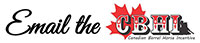 Email the CBHI
Canadian Barrel Horse Incentive